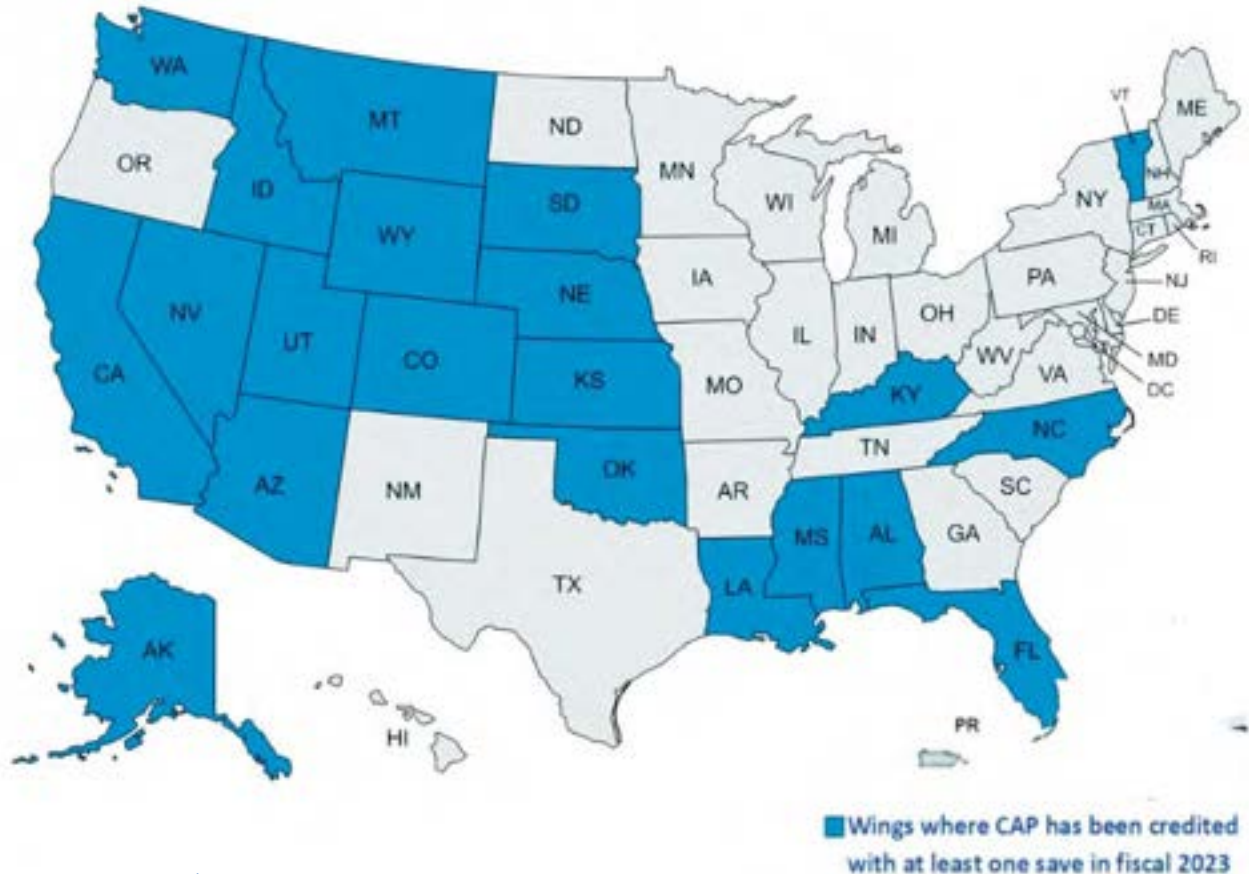 WA
MT
ND
MN
VT
ME
OR
ID
SD
WI
NH
NY
MA
WY
MI
CT
RI
IA
PA
NE
NJ
NV
OH
DE
UT
IL
IN
CO
WV
MD
CA
KS
MO
VA
DC
KY
NC
TN
OK
AZ
NM
AR
SC
MS
AL
GA
TX
LA
AK
FL
HI
PR
Wings where CAP has been credited
with at least one save in fiscal 2023